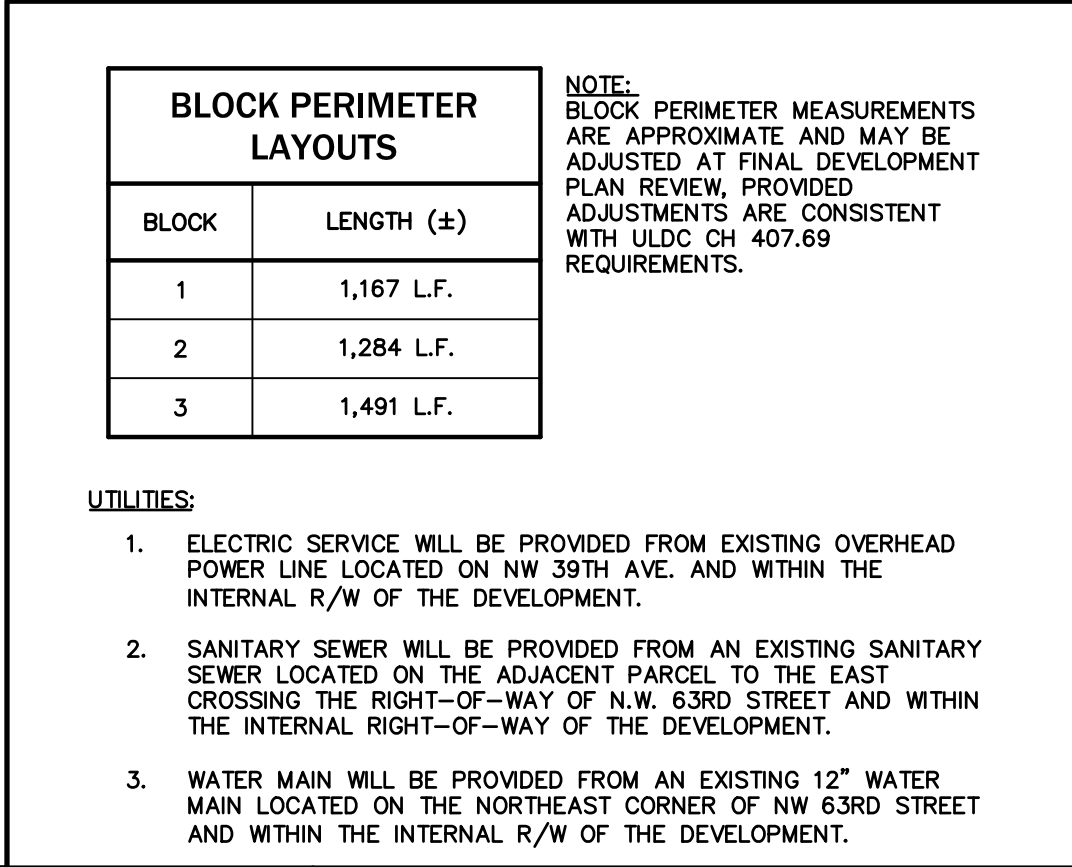 BLOCK PERIMETER
LAYOUTS
BLOCK LENGTH (±)
1 1,167 L.F.
2 1,284 L.F.
3 1,491 L.F.
NOTE:
BLOCK PERIMETER MEASUREMENTS
ARE APPROXIMATE AND MAY BE
ADJUSTED AT FINAL DEVELOPMENT
PLAN REVIEW, PROVIDED
ADJUSTMENTS ARE CONSISTENT
WITH ULDC CH 407.69
REQUIREMENTS.
UTILITIES:
1. ELECTRIC SERVICE WILL BE PROVIDED FROM EXISTING OVERHEAD
POWER LINE LOCATED ON NW 39TH AVE. AND WITHIN THE
INTERNAL R/W OF THE DEVELOPMENT.
2. SANITARY SEWER WILL BE PROVIDED FROM AN EXISTING SANITARY
SEWER LOCATED ON THE ADJACENT PARCEL TO THE EAST
CROSSING THE RIGHT-OF-WAY OF N.W. 63RD STREET AND WITHIN
THE INTERNAL RIGHT-OF-WAY OF THE DEVELOPMENT.
3. WATER MAIN WILL BE PROVIDED FROM AN EXISTING 12" WATER
MAIN LOCATED ON THE NORTHEAST CORNER OF NW 63RD STREET
AND WITHIN THE INTERNAL R/W OF THE DEVELOPMENT.